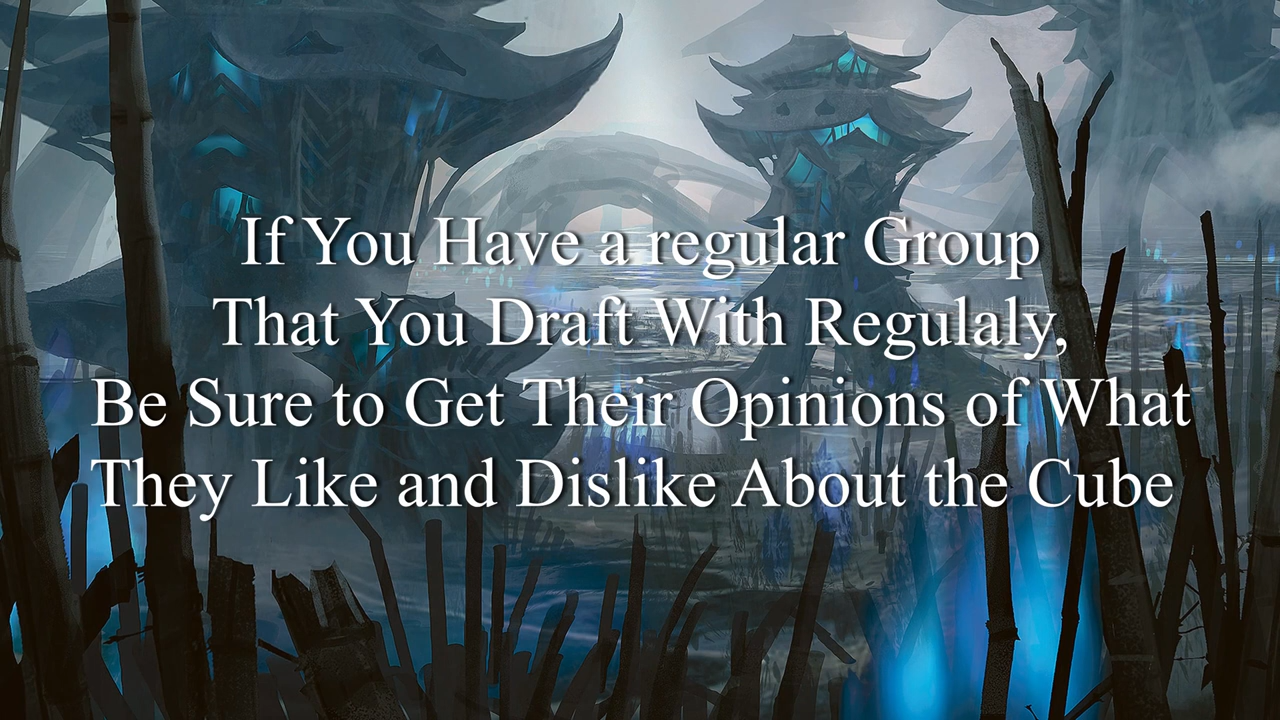 If You Have a regular Group
That You Draft With Regulaly,
Be Sure to Get Their Opinions of What
They Like and Dislike About the Cube